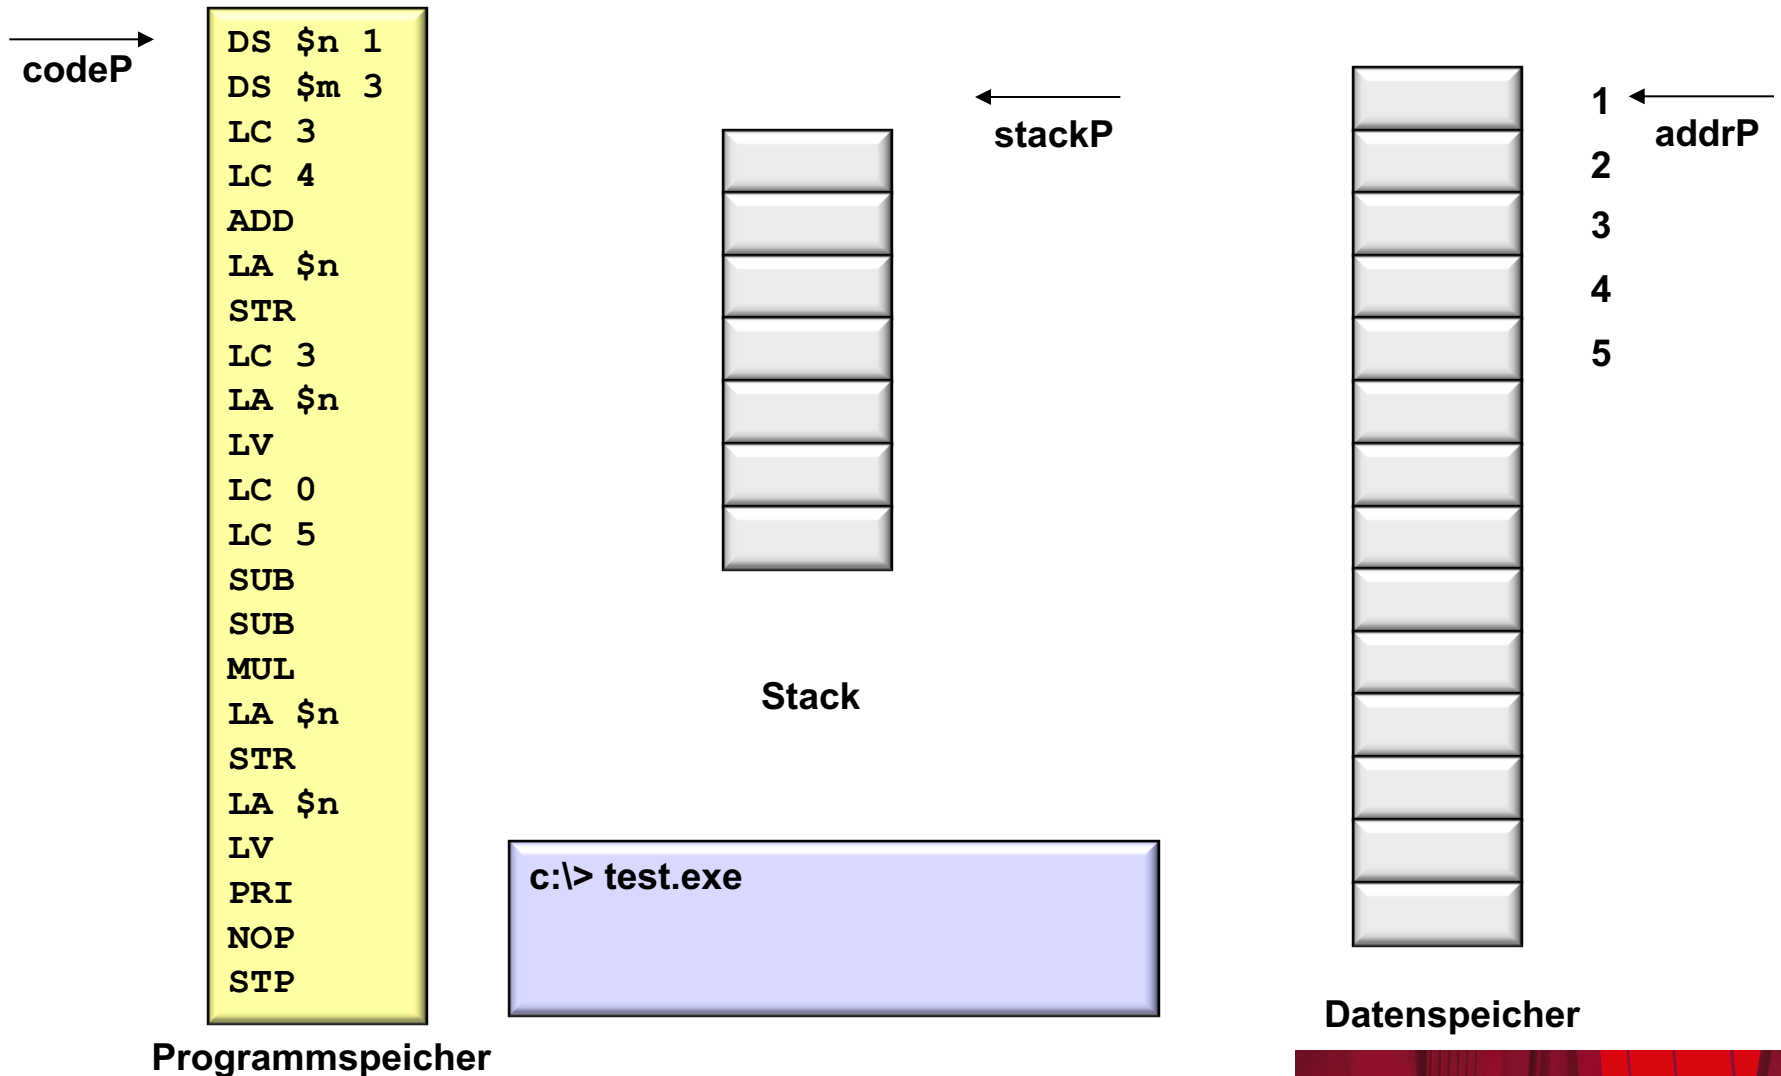 codeP
DS $n 1
DS $m 3
LC 3
LC 4
ADD
LA $n
STR
LC 3
LA $n
LV
LC 0
LC 5
SUB
SUB
MUL
LA $n
STR
LA $n
LV
PRI
NOP
STP
Programmspeicher
stackP
Stack
c:\> test.exe
1
2
3
4
5
addrP
Datenspeicher